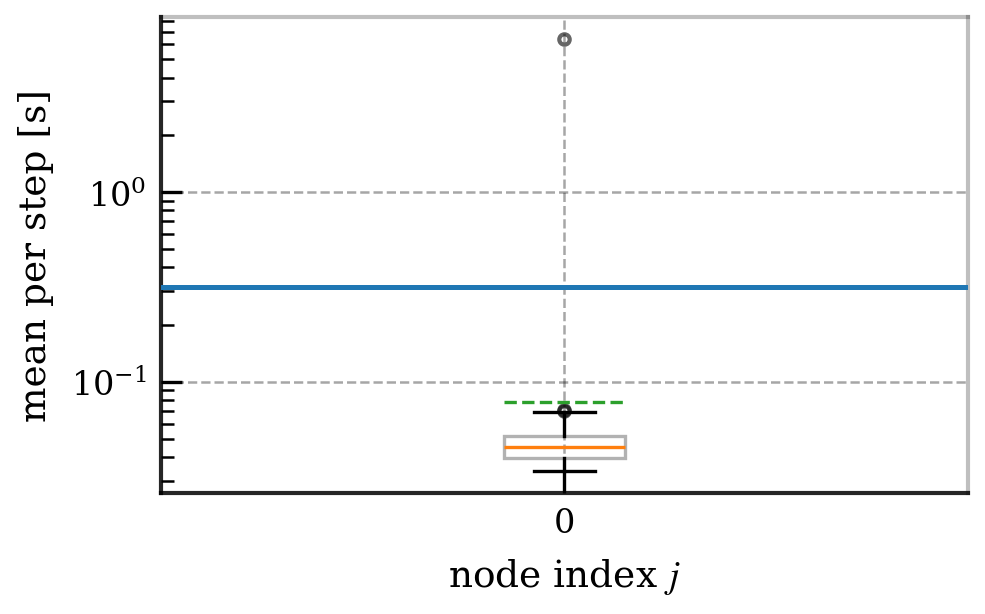 mean per step [s]
10⁰
10⁻¹
0
node index j